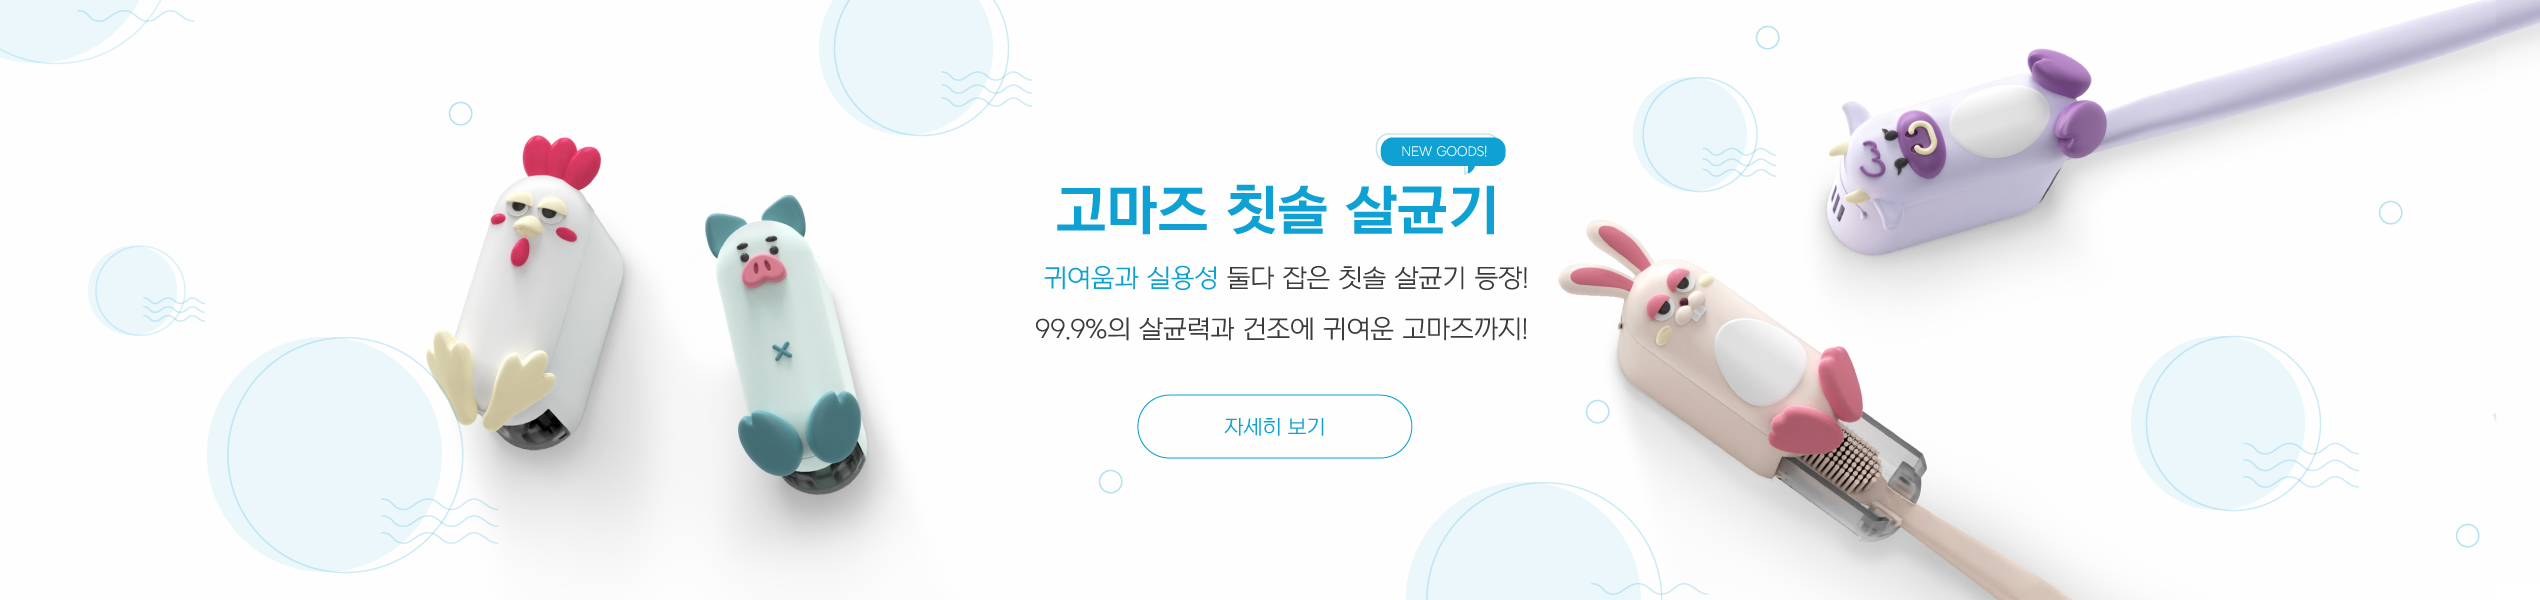 NEW GOODS!
고마즈 칫솔 살균기
귀여움과 실용성 둘다 잡은 칫솔 살균기 등장!
99.9%의 살균력과 건조에 귀여운 고마즈까지!
자세히 보기